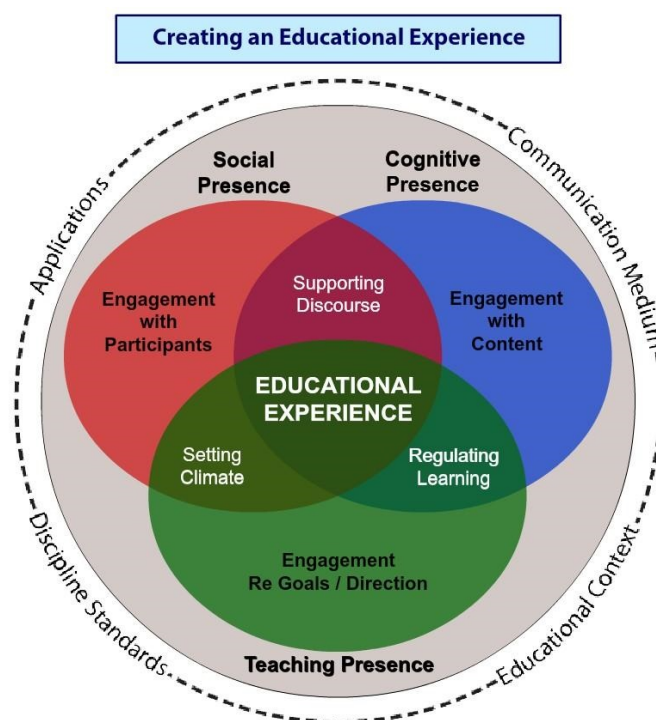 Creating an Educational Experience
Applications
Communication Medium
Social
Presence
Cognitive
Presence
Engagement
with
Participants
Supporting
Discourse
Engagement
with
Content
EDUCATIONAL
EXPERIENCE
Setting
Climate
Regulating
Learning
Engagement
Re Goals / Direction
Teaching Presence
Discipline Standards
Educational Context